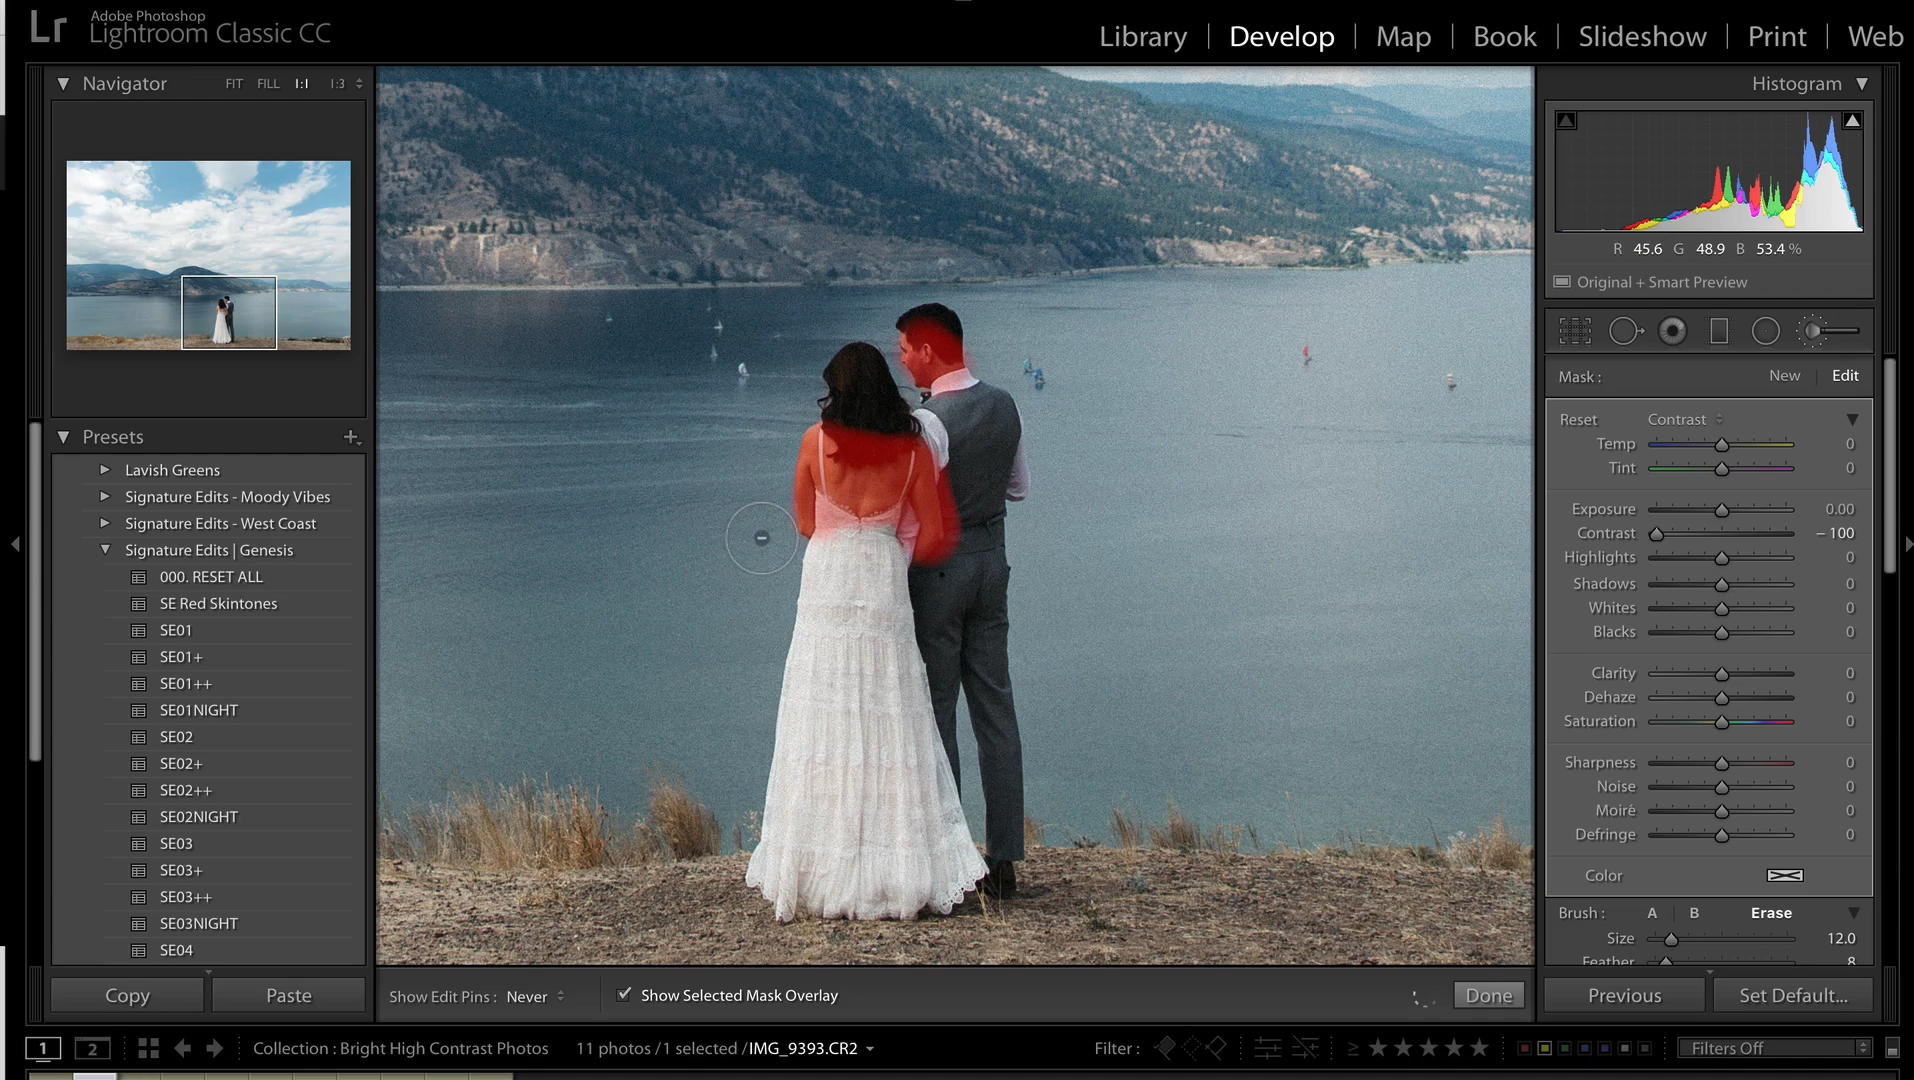 Lr
Adobe Photoshop
Lightroom Classic CC
Library | Develop | Map | Book | Slideshow | Print | Web
Navigator FIT FILL 1:1 1:3
Presets +
Lavish Greens
Signature Edits - Moody Vibes
Signature Edits - West Coast
Signature Edits | Genesis
000. RESET ALL
SE Red Skintones
SE01
SE01+
SE01++
SE01NIGHT
SE02
SE02+
SE02++
SE02NIGHT
SE03
SE03+
SE03++
SE03NIGHT
SE04
Copy Paste
Show Edit Pins : Never
Show Selected Mask Overlay
Done
Histogram
R 45.6 G 48.9 B 53.4 %
Original + Smart Preview
Mask : New Edit
Reset Contrast
Temp 0
Tint 0
Exposure 0.00
Contrast – 100
Highlights 0
Shadows 0
Whites 0
Blacks 0
Clarity 0
Dehaze 0
Saturation 0
Sharpness 0
Noise 0
Moiré 0
Defringe 0
Color
Brush : A B Erase
Size 12.0
Feather 8
Previous Set Default...
1 2 Collection : Bright High Contrast Photos 11 photos /1 selected /IMG_9393.CR2 Filter : ≥ Filters Off